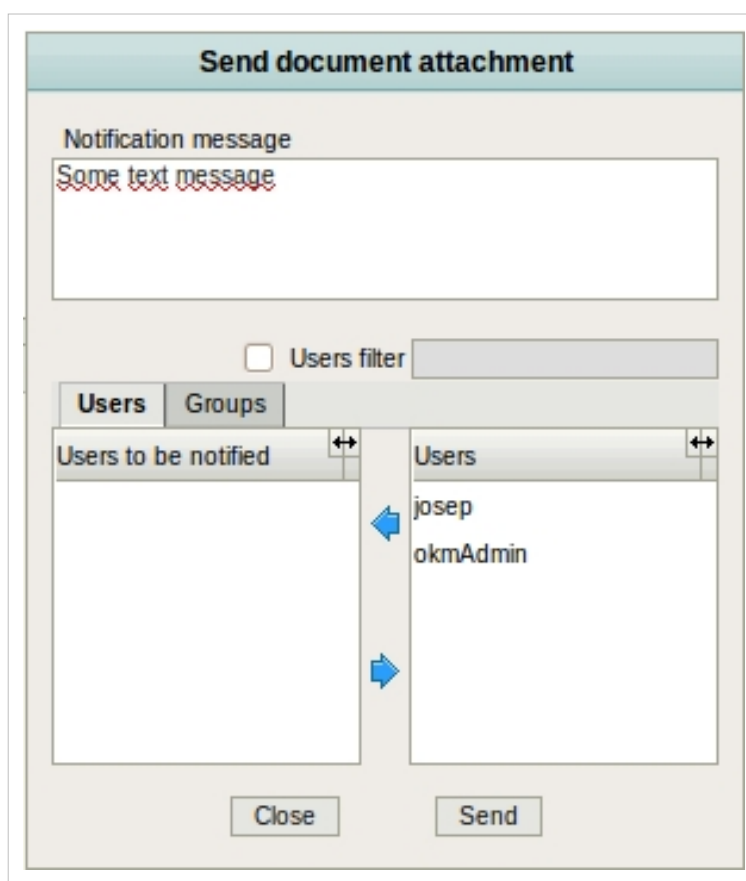 Send document attachment
Notification message
Some text message
Users filter
Users Groups
Users to be notified Users
josep
okmAdmin
Close Send